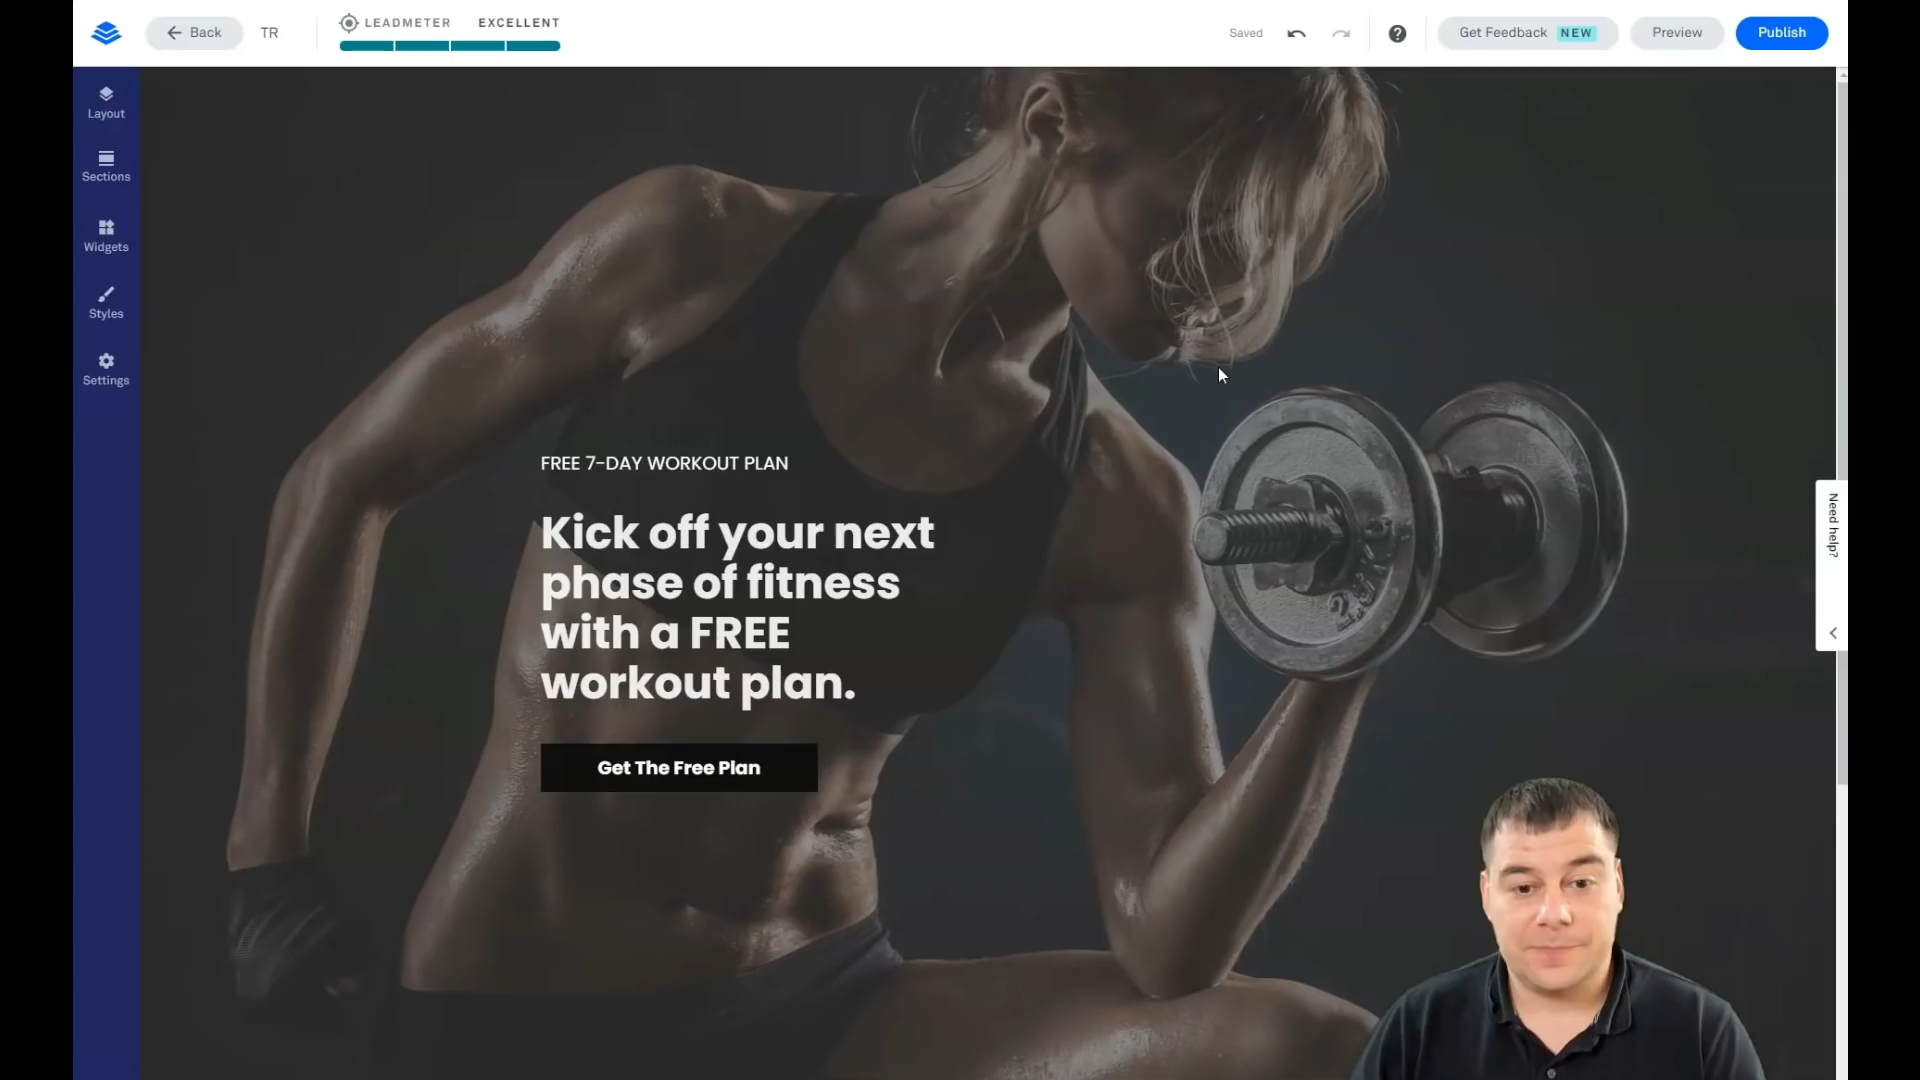 Back
TR
LEADMETER
EXCELLENT
Saved
Get Feedback NEW
Preview
Publish
Layout
Sections
Widgets
Styles
Settings
FREE 7-DAY WORKOUT PLAN
Kick off your next
phase of fitness
with a FREE
workout plan.
Get The Free Plan
Need help?